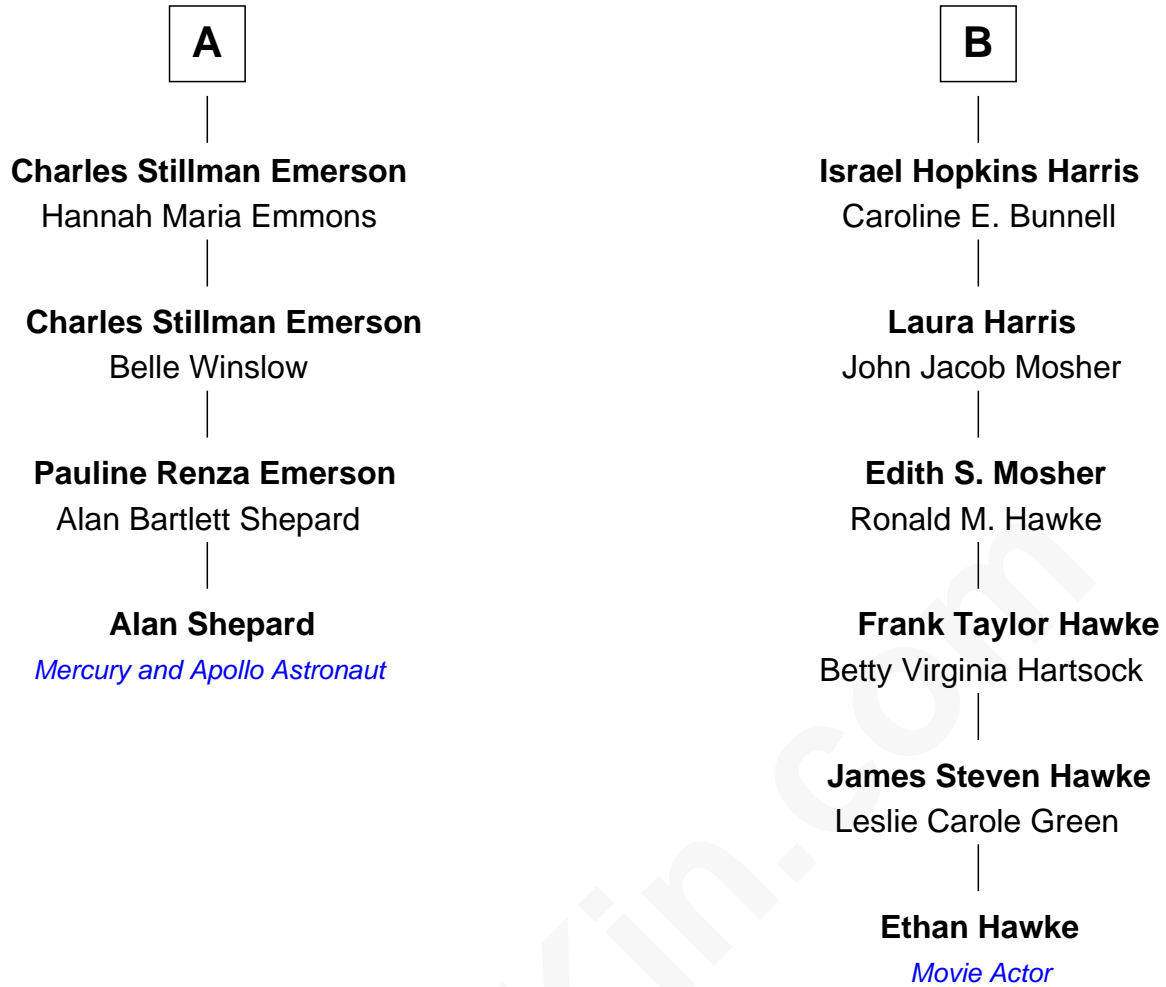 A
Charles Stillman Emerson
Hannah Maria Emmons
Charles Stillman Emerson
Belle Winslow
Pauline Renza Emerson
Alan Bartlett Shepard
Alan Shepard
Mercury and Apollo Astronaut
B
Israel Hopkins Harris
Caroline E. Bunnell
Laura Harris
John Jacob Mosher
Edith S. Mosher
Ronald M. Hawke
Frank Taylor Hawke
Betty Virginia Hartsock
James Steven Hawke
Leslie Carole Green
Ethan Hawke
Movie Actor